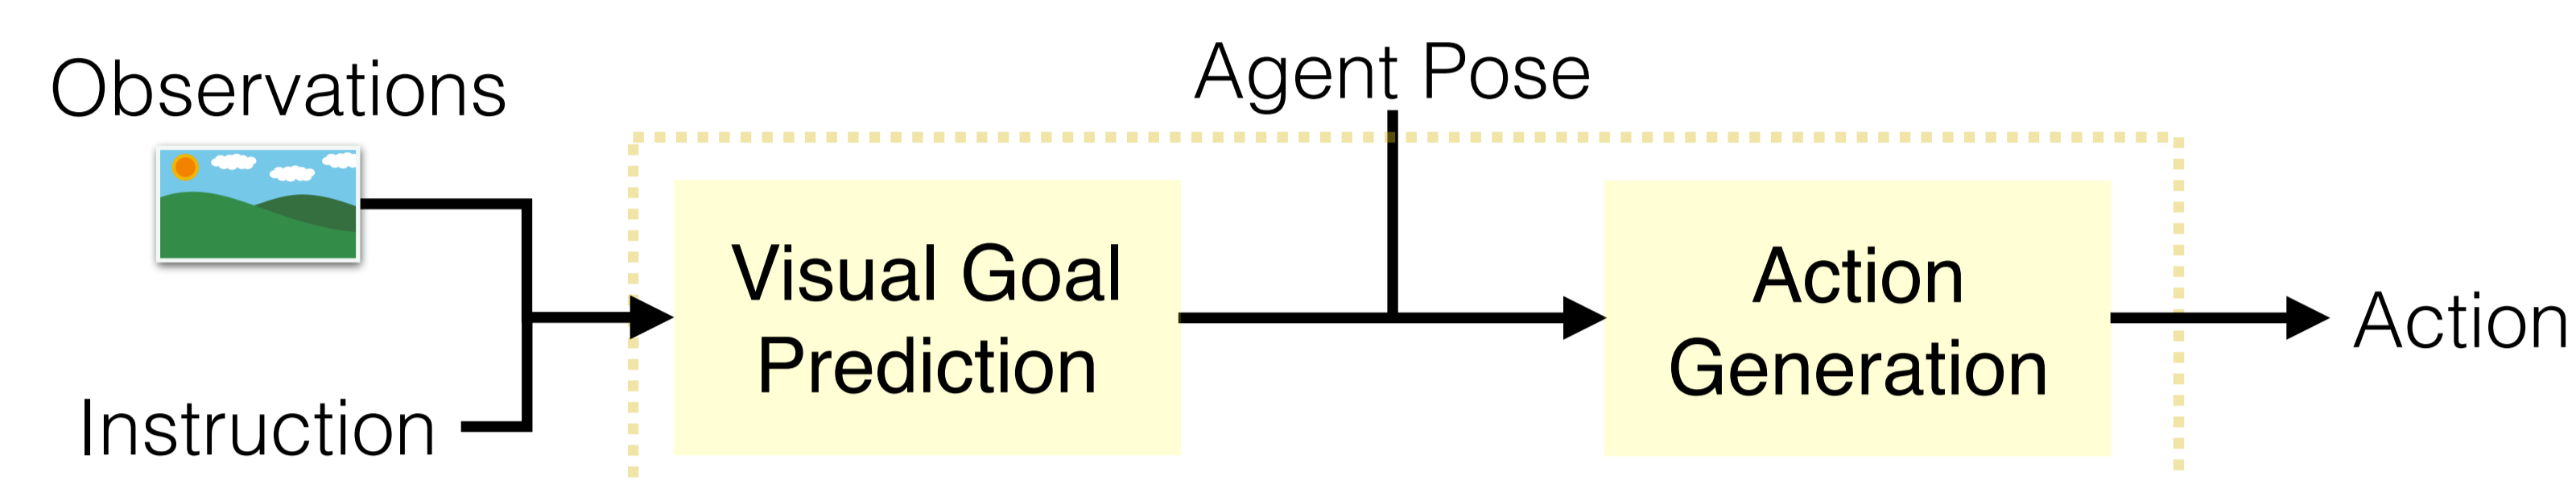 Observations
Agent Pose
Visual Goal
Prediction
Action
Generation
Action
Instruction